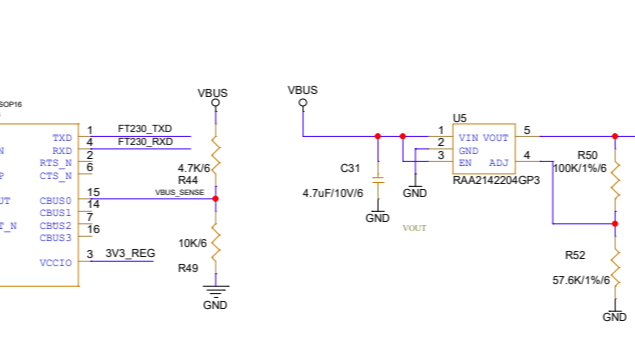 SOP16
TXD 1 FT230_TXD
RXD 4 FT230_RXD
RTS_N 2
CTS_N 6
CBUS0 15 VBUS_SENSE
CBUS1 14
CBUS2 7
CBUS3 16
VCCIO 3 3V3_REG
VBUS
4.7K/6
R44
10K/6
R49
GND
VBUS
C31
4.7uF/10V/6
GND
GND
VOUT
U5
1 VIN VOUT 5
2 GND
3 EN ADJ 4
RAA2142204GP3
R50
100K/1%/6
R52
57.6K/1%/6
GND